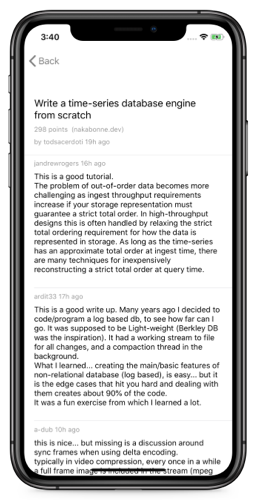 3:40
Back
Write a time-series database engine
from scratch
298 points (nakabonne.dev)
by todsacerdoti 19h ago
jandrewrogers 16h ago
This is a good tutorial.
The problem of out-of-order data becomes more
challenging as ingest throughput requirements
increase if your storage representation must
guarantee a strict total order. In high-throughput
designs this is often handled by relaxing the strict
total ordering requirement for how the data is
represented in storage. As long as the time-series
has an approximate total order at ingest time, there
are many techniques for inexpensively
reconstructing a strict total order at query time.
ardit33 17h ago
This is a good write up. Many years ago I decided to
code/program a log based db, to see how far can I
go. It was supposed to be Light-weight (Berkley DB
was the inspiration). It had a working stream to file
for all changes, and a compaction thread in the
background.
What I learned... creating the main/basic features of
non-relational database (log based), is easy... but it
is the edge cases that hit you hard and dealing with
them creates about 90% of the code.
It was a fun exercise from which I learned a lot.
a-dub 10h ago
this is nice... but missing is a discussion around
sync frames when using delta encoding.
typically in video compression, every once in a while
a full frame image is included in the stream (mpeg